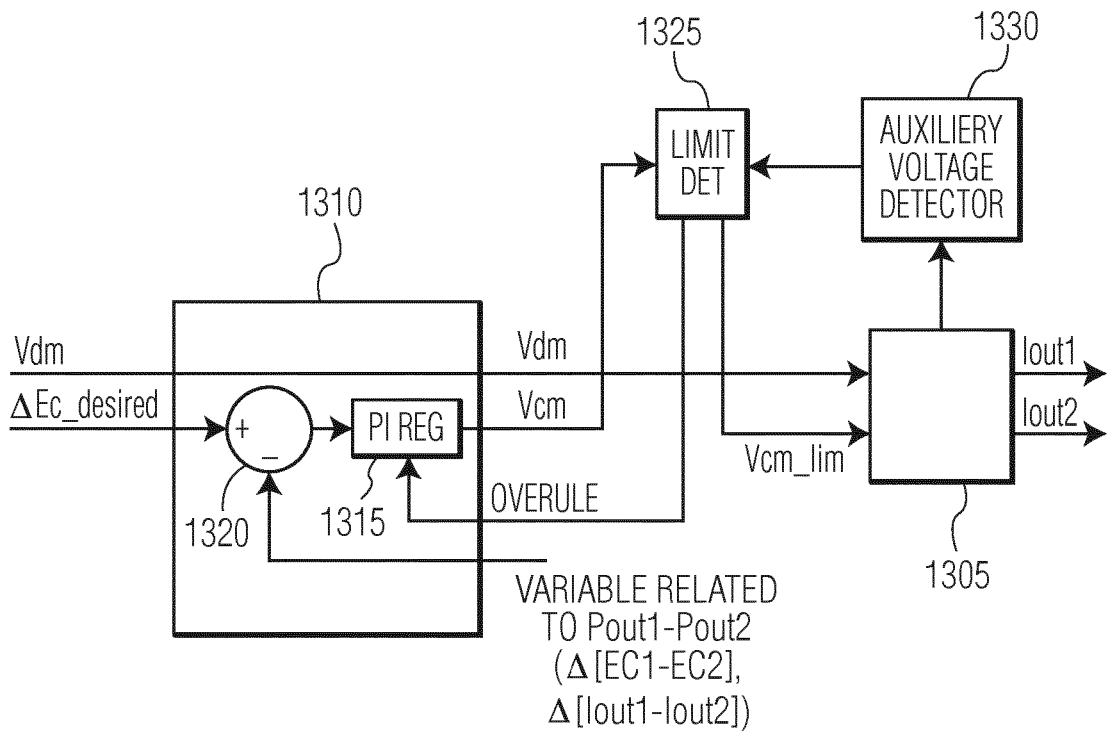 1325
1330
LIMIT
DET
AUXILIERY
VOLTAGE
DETECTOR
1310
Vdm
Vdm
Iout1
ΔEc_desired
+
−
PI REG
Vcm
Iout2
Vcm_lim
1320
1315
OVERULE
1305
VARIABLE RELATED
TO Pout1-Pout2
(Δ[EC1-EC2],
Δ[Iout1-Iout2])